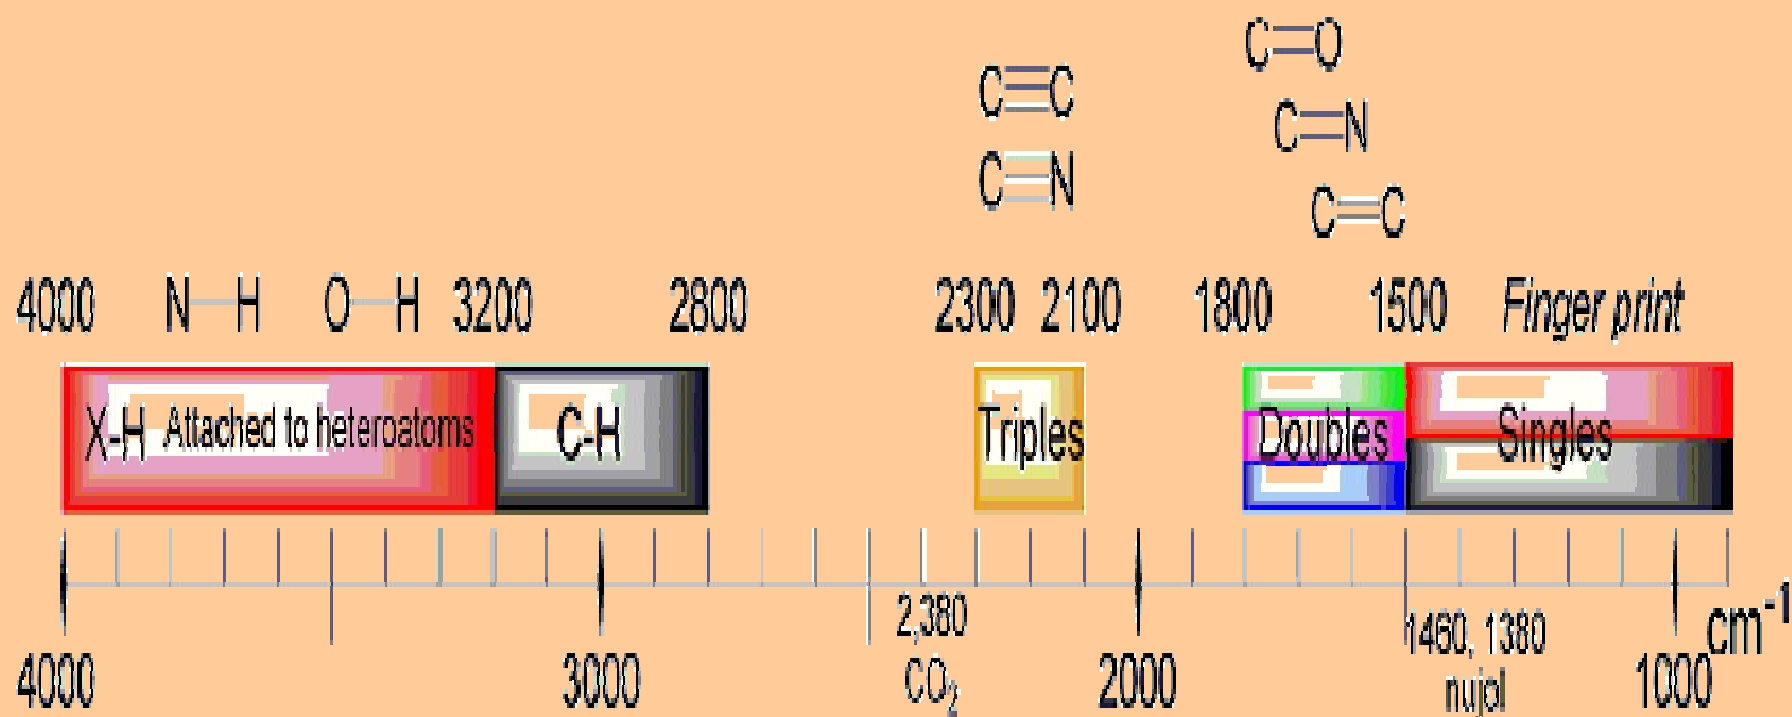 C=O
C≡C
C=N
C≡N
C=C
4000 N—H O—H 3200 2800 2300 2100 1800 1500 Finger print
X-H Attached to heteroatoms C-H Triples Doubles Singles
2,380 1460, 1380 cm⁻¹
CO₂ nujol
4000 3000 2000 1000